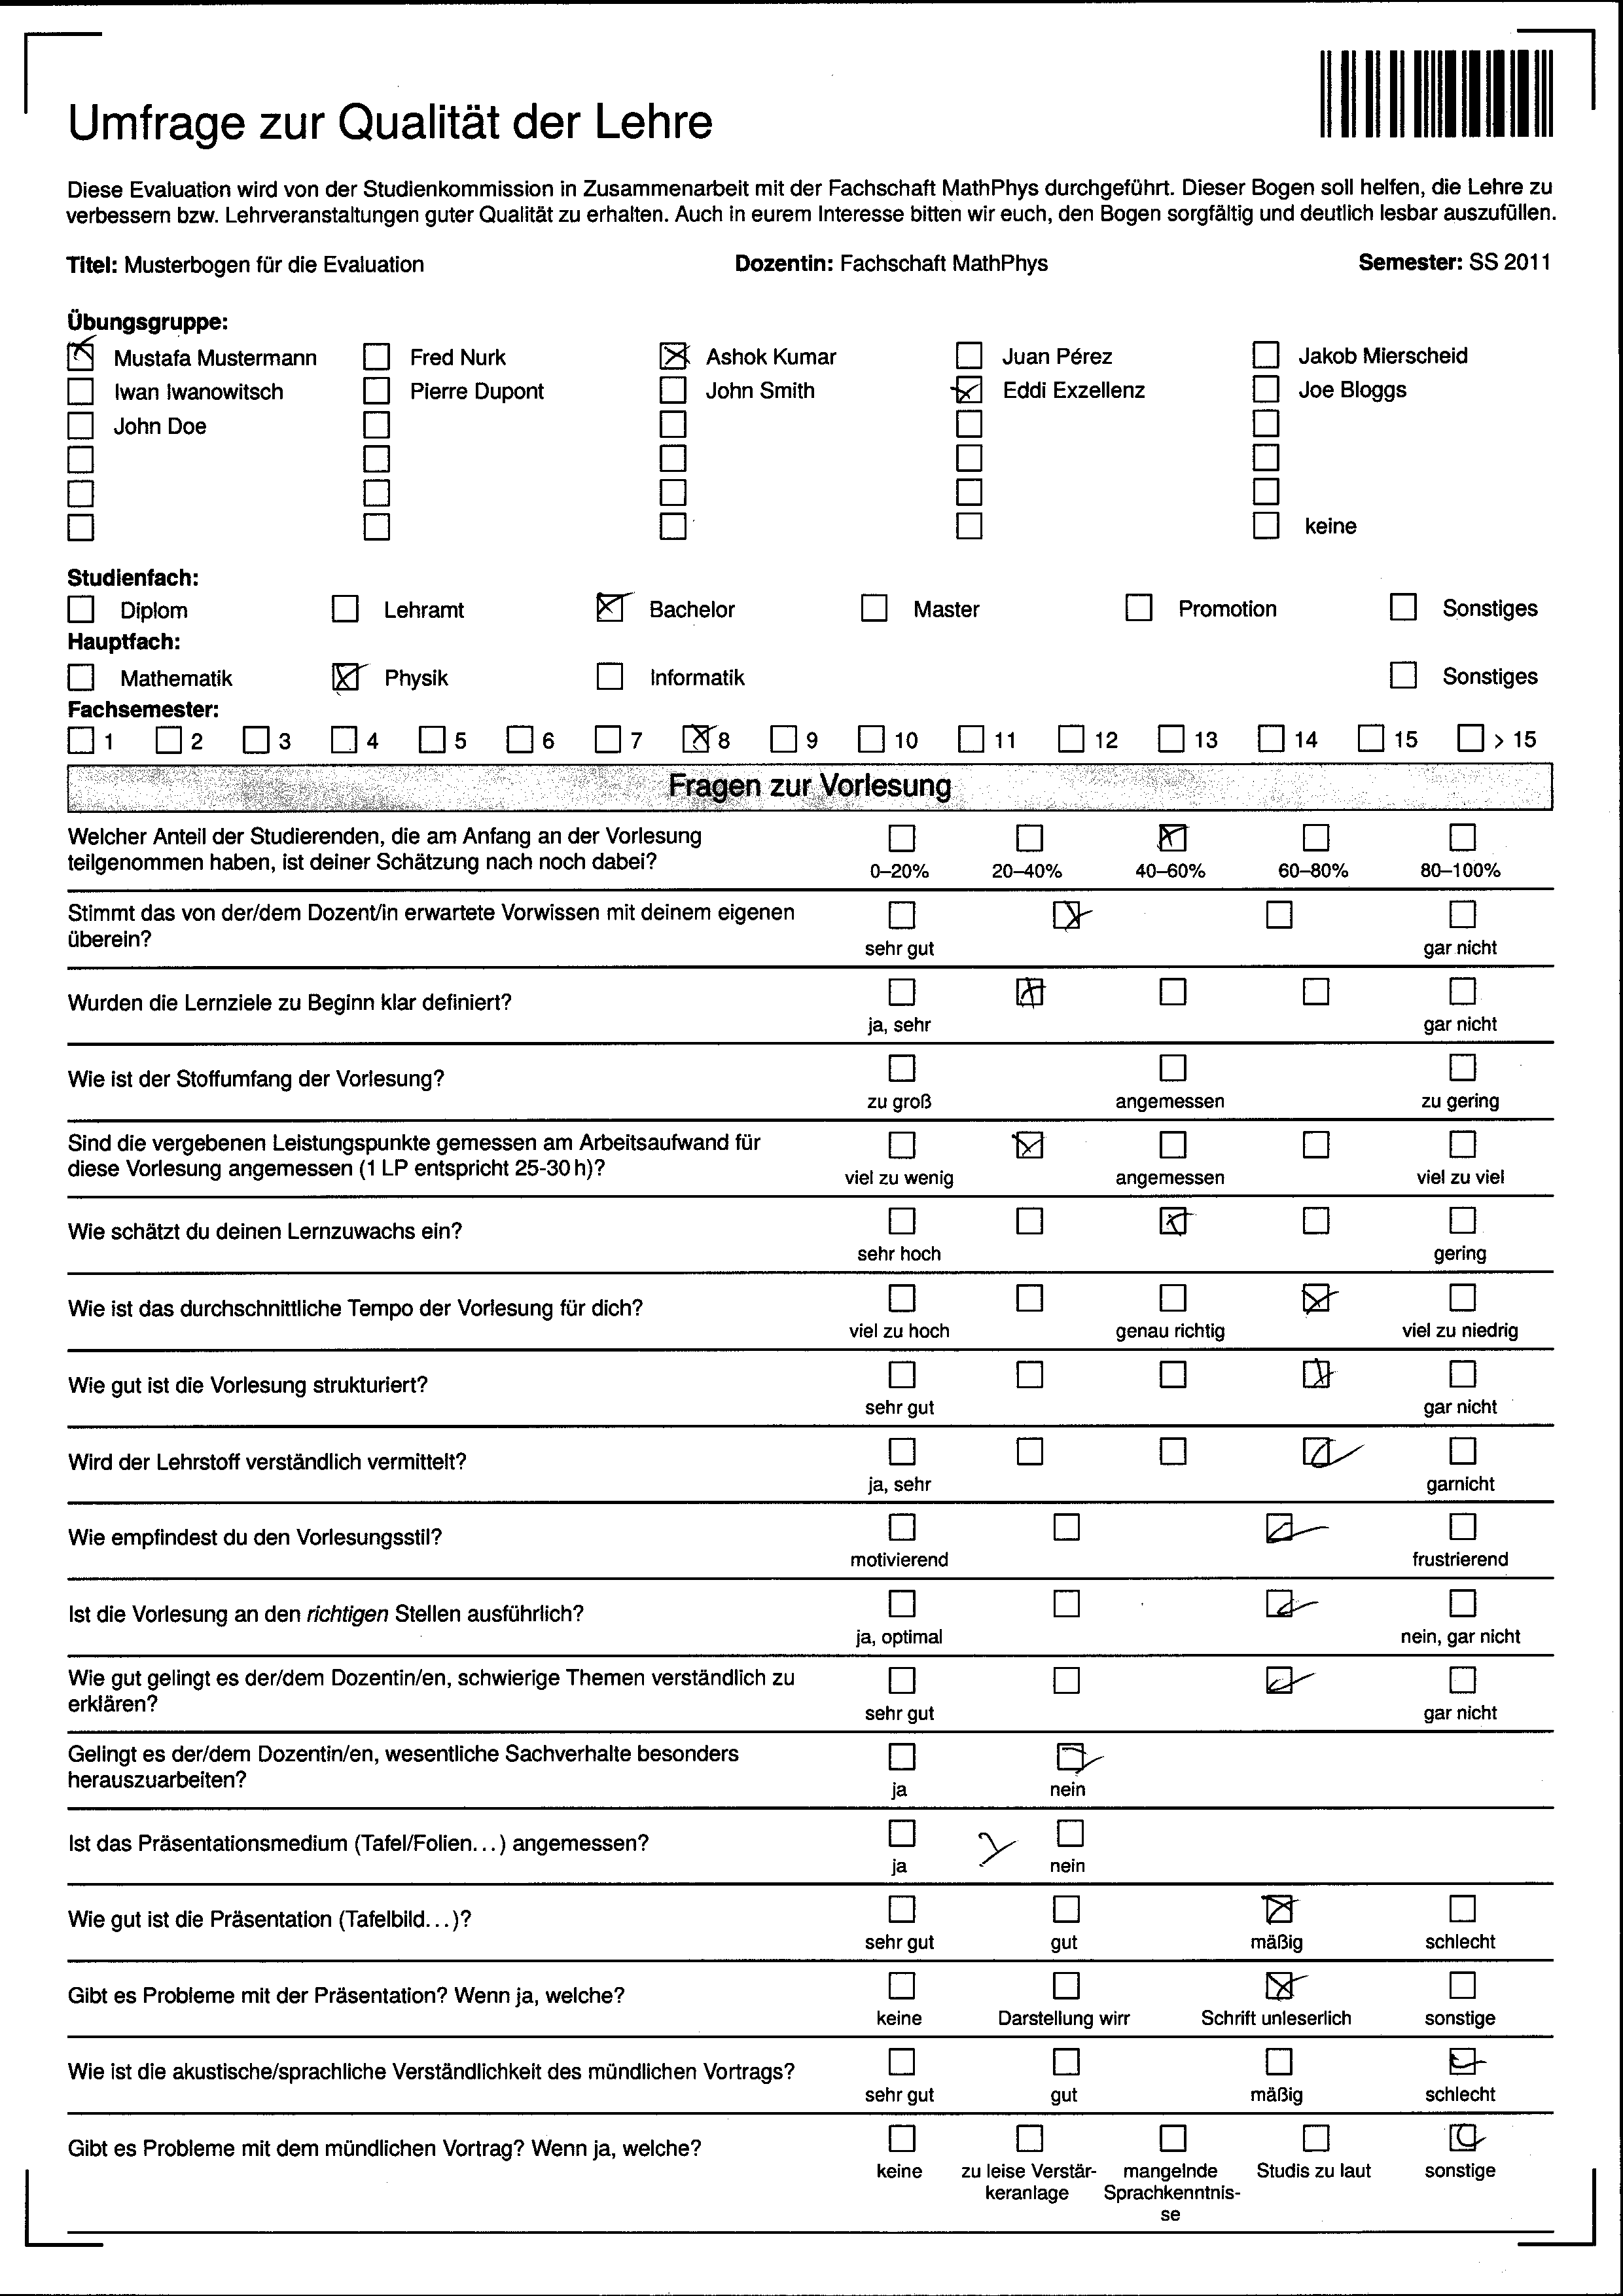 Umfrage zur Qualität der Lehre
Diese Evaluation wird von der Studienkommission in Zusammenarbeit mit der Fachschaft MathPhys durchgeführt. Dieser Bogen soll helfen, die Lehre zu
verbessern bzw. Lehrveranstaltungen guter Qualität zu erhalten. Auch in eurem Interesse bitten wir euch, den Bogen sorgfältig und deutlich lesbar auszufüllen.
Titel: Musterbogen für die Evaluation Dozentin: Fachschaft MathPhys Semester: SS 2011
Übungsgruppe:
Mustafa Mustermann Fred Nurk Ashok Kumar Juan Pérez Jakob Mierscheid
Iwan Iwanowitsch Pierre Dupont John Smith Eddi Exzellenz Joe Bloggs
John Doe
keine
Studienfach:
Diplom Lehramt Bachelor Master Promotion Sonstiges
Hauptfach:
Mathematik Physik Informatik Sonstiges
Fachsemester:
1 2 3 4 5 6 7 8 9 10 11 12 13 14 15 > 15
Fragen zur Vorlesung
Welcher Anteil der Studierenden, die am Anfang an der Vorlesung
teilgenommen haben, ist deiner Schätzung nach noch dabei?
0–20% 20–40% 40–60% 60–80% 80–100%
Stimmt das von der/dem Dozent/in erwartete Vorwissen mit deinem eigenen
überein?
sehr gut gar nicht
Wurden die Lernziele zu Beginn klar definiert?
ja, sehr gar nicht
Wie ist der Stoffumfang der Vorlesung?
zu groß angemessen zu gering
Sind die vergebenen Leistungspunkte gemessen am Arbeitsaufwand für
diese Vorlesung angemessen (1 LP entspricht 25-30 h)?
viel zu wenig angemessen viel zu viel
Wie schätzt du deinen Lernzuwachs ein?
sehr hoch gering
Wie ist das durchschnittliche Tempo der Vorlesung für dich?
viel zu hoch genau richtig viel zu niedrig
Wie gut ist die Vorlesung strukturiert?
sehr gut gar nicht
Wird der Lehrstoff verständlich vermittelt?
ja, sehr garnicht
Wie empfindest du den Vorlesungsstil?
motivierend frustrierend
Ist die Vorlesung an den richtigen Stellen ausführlich?
ja, optimal nein, gar nicht
Wie gut gelingt es der/dem Dozentin/en, schwierige Themen verständlich zu
erklären?
sehr gut gar nicht
Gelingt es der/dem Dozentin/en, wesentliche Sachverhalte besonders
herauszuarbeiten?
ja nein
Ist das Präsentationsmedium (Tafel/Folien...) angemessen?
ja nein
Wie gut ist die Präsentation (Tafelbild...)?
sehr gut gut mäßig schlecht
Gibt es Probleme mit der Präsentation? Wenn ja, welche?
keine Darstellung wirr Schrift unleserlich sonstige
Wie ist die akustische/sprachliche Verständlichkeit des mündlichen Vortrags?
sehr gut gut mäßig schlecht
Gibt es Probleme mit dem mündlichen Vortrag? Wenn ja, welche?
keine zu leise Verstär- mangelnde Studis zu laut sonstige
keranlage Sprachkenntnis-
se